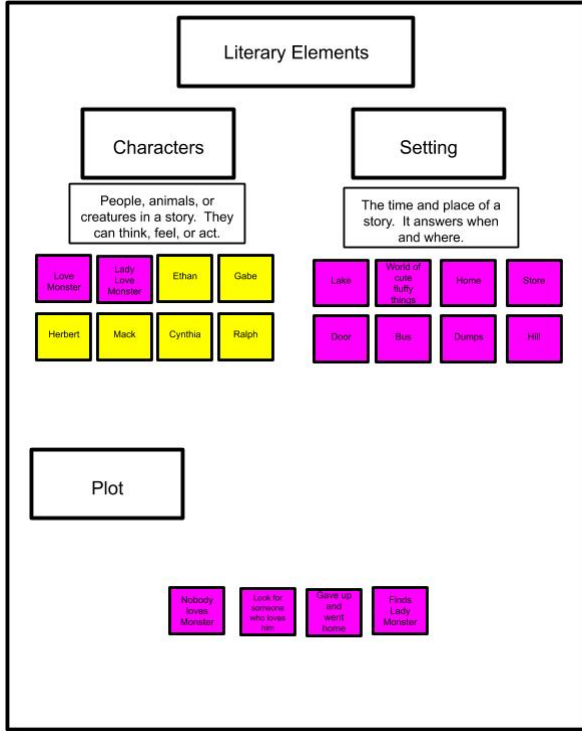 Literary Elements
Characters
Setting
People, animals, or
creatures in a story. They
can think, feel, or act.
The time and place of a
story. It answers when
and where.
Love
Monster
Lady
Love
Monster
Ethan
Gabe
Lake
World of
cute
fluffy
things
Home
Store
Herbert
Mack
Cynthia
Ralph
Door
Bus
Dumps
Hill
Plot
Nobody
loves
Monster
Look for
someone
who loves
him
Gave up
and
went
home
Finds
Lady
Monster